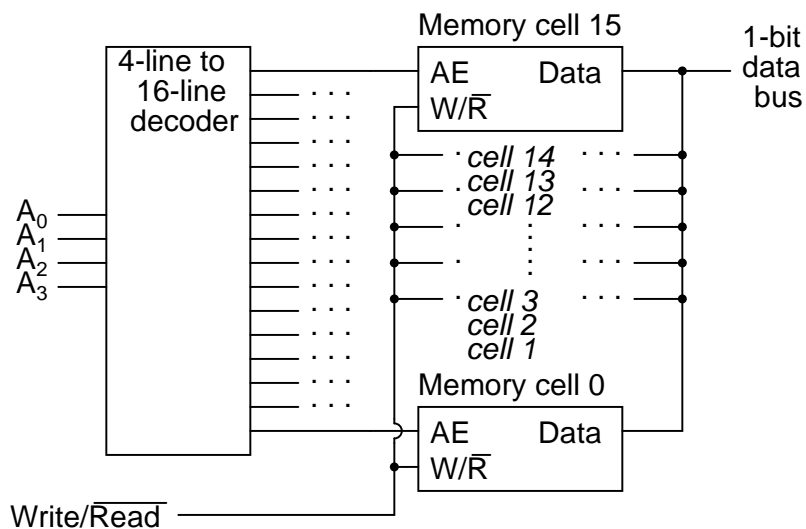 Memory cell 15
1-bit
data
bus
4-line to
16-line
decoder
AE Data
W/R̅
. . .
. cell 14 . . .
. . .
. cell 13 . . .
. . .
cell 12
. . .
. . . . .
. . .
. . . . .
. . .
. cell 3 . . .
cell 2
cell 1
A₀
A₁
A₂
A₃
. . .
. . .
. . .
. . .
. . .
. . .
. . .
. . .
Memory cell 0
AE Data
W/R̅
Write/R̅e̅a̅d̅